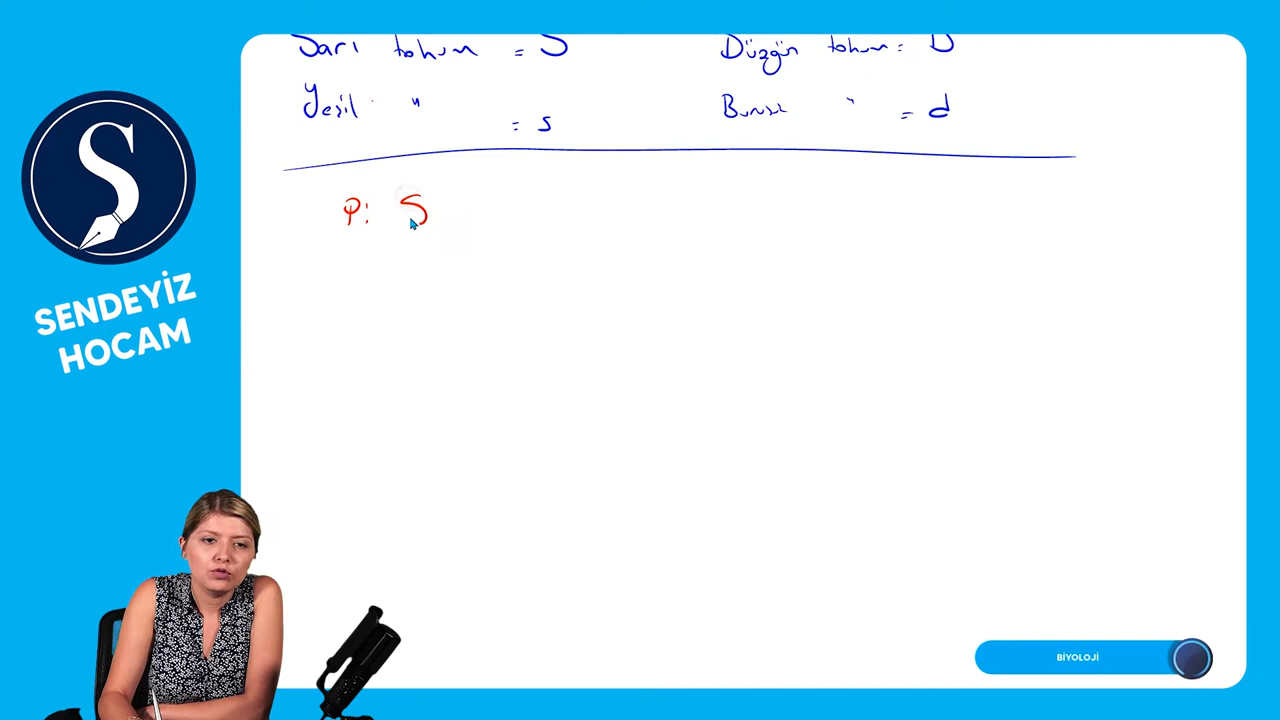 Sarı tohum = S Düzgün tohum = D
Yeşil " = s Buruşuk " = d
P: S
SENDEYİZ
HOCAM
BİYOLOJİ